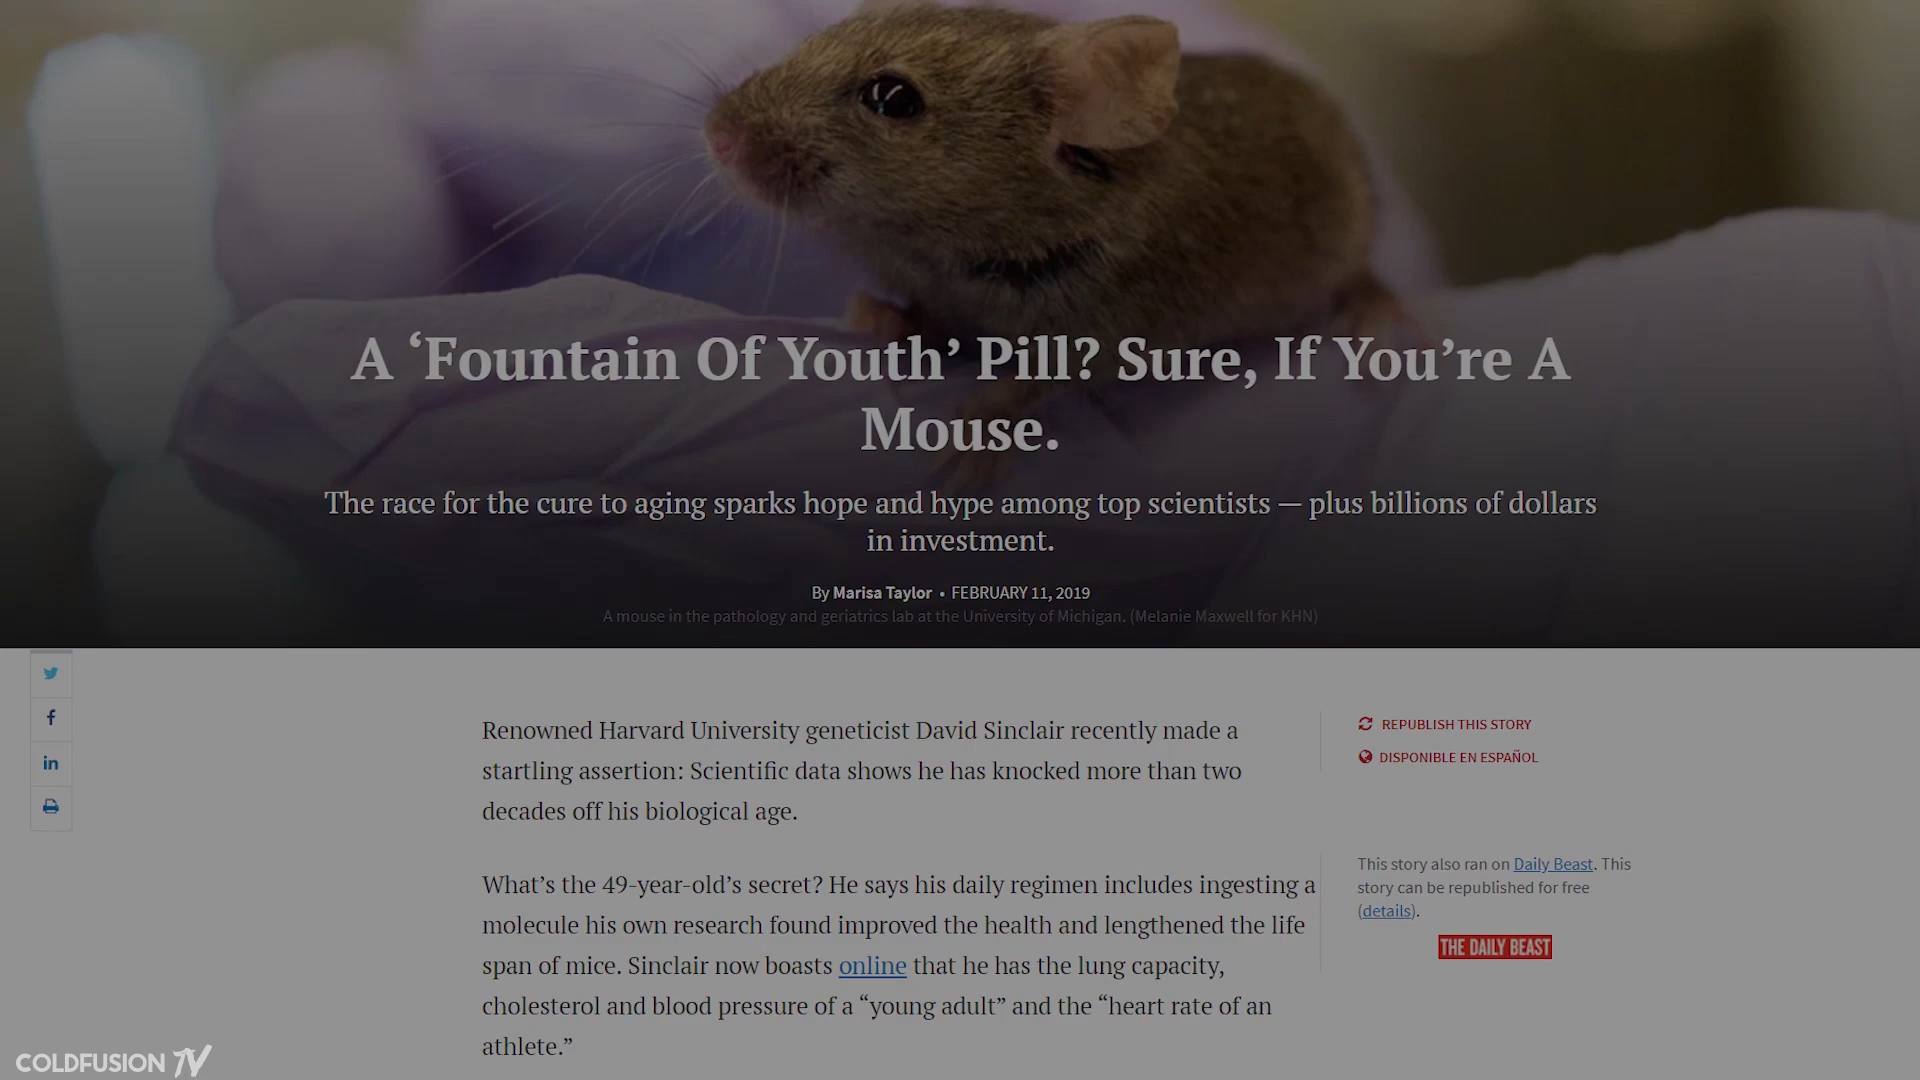 A ‘Fountain Of Youth’ Pill? Sure, If You’re A
Mouse.
The race for the cure to aging sparks hope and hype among top scientists — plus billions of dollars
in investment.
By Marisa Taylor • FEBRUARY 11, 2019
A mouse in the pathology and geriatrics lab at the University of Michigan. (Melanie Maxwell for KHN)
Renowned Harvard University geneticist David Sinclair recently made a
startling assertion: Scientific data shows he has knocked more than two
decades off his biological age.
What’s the 49-year-old’s secret? He says his daily regimen includes ingesting a
molecule his own research found improved the health and lengthened the life
span of mice. Sinclair now boasts online that he has the lung capacity,
cholesterol and blood pressure of a “young adult” and the “heart rate of an
athlete.”
REPUBLISH THIS STORY
DISPONIBLE EN ESPAÑOL
This story also ran on Daily Beast. This
story can be republished for free
(details).
THE DAILY BEAST
COLDFUSION TV